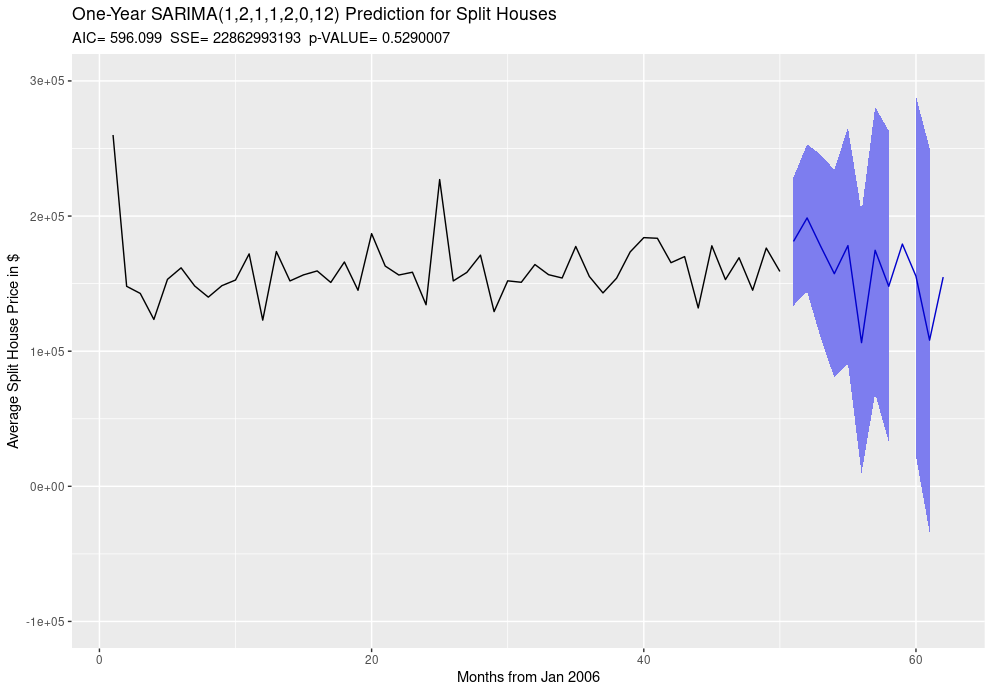 One-Year SARIMA(1,2,1,1,2,0,12) Prediction for Split Houses
AIC= 596.099 SSE= 22862993193 p-VALUE= 0.5290007
3e+05
2e+05
1e+05
0e+00
-1e+05
Average Split House Price in $
0 20 40 60
Months from Jan 2006